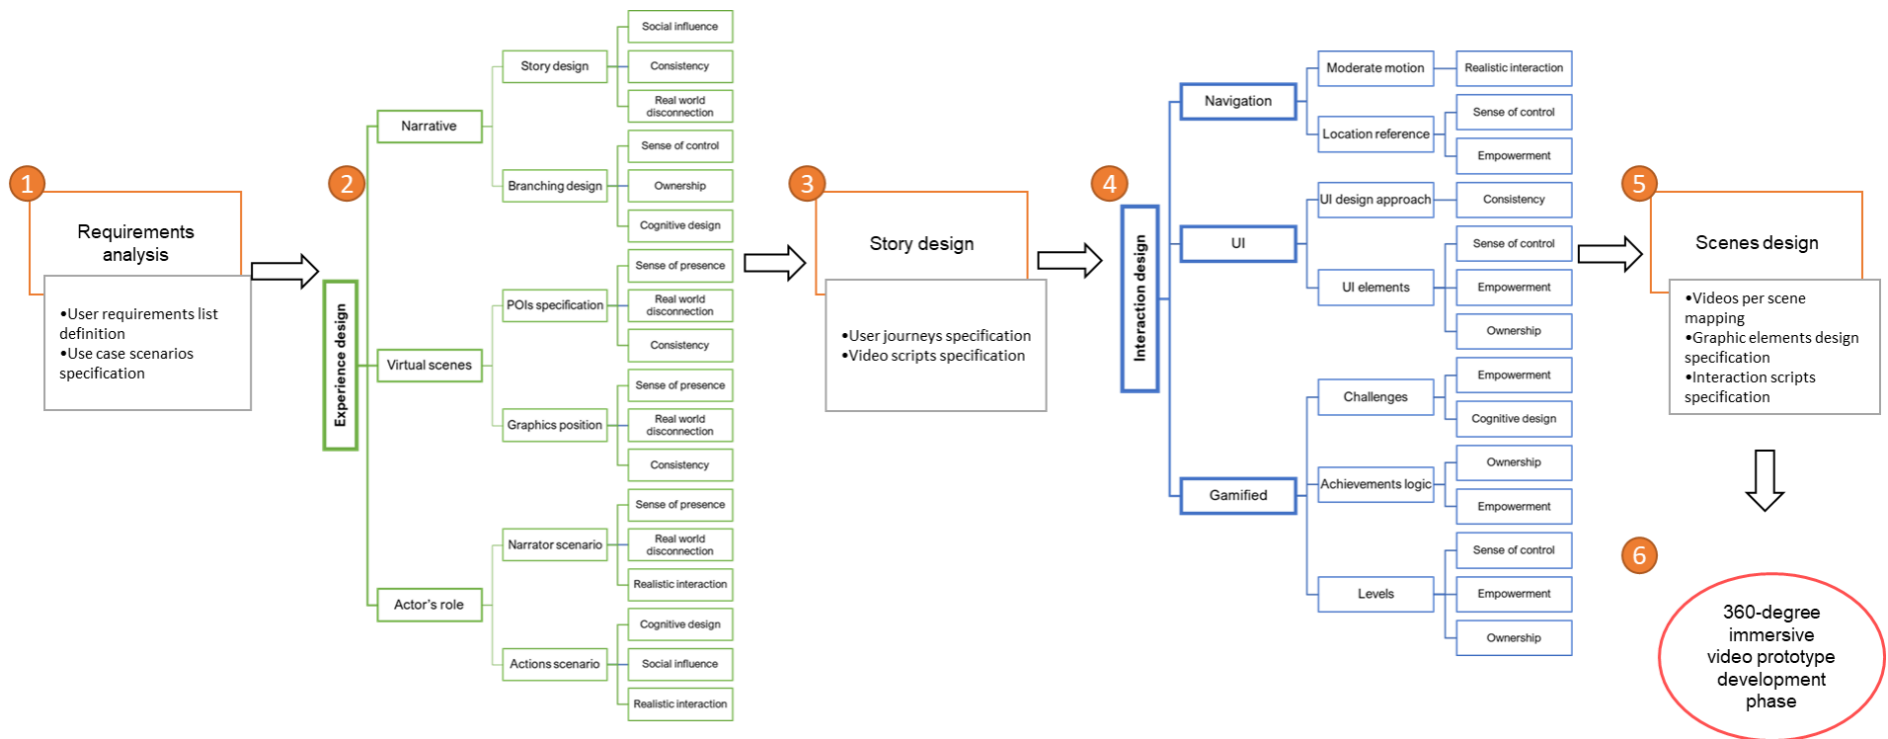 1
Requirements
analysis
•User requirements list
definition
•Use case scenarios
specification
2
Experience design
Narrative
Story design
Social influence
Consistency
Real world
disconnection
Branching design
Sense of control
Ownership
Cognitive design
Virtual scenes
POIs specification
Sense of presence
Real world
disconnection
Consistency
Graphics position
Sense of presence
Real world
disconnection
Consistency
Actor's role
Narrator scenario
Sense of presence
Real world
disconnection
Realistic interaction
Actions scenario
Cognitive design
Social influence
Realistic interaction
3
Story design
•User journeys specification
•Video scripts specification
4
Interaction design
Navigation
Moderate motion
Realistic interaction
Location reference
Sense of control
Empowerment
UI
UI design approach
Consistency
UI elements
Sense of control
Empowerment
Ownership
Gamified
Challenges
Empowerment
Cognitive design
Achievements logic
Ownership
Empowerment
Levels
Sense of control
Empowerment
Ownership
5
Scenes design
•Videos per scene
mapping
•Graphic elements design
specification
•Interaction scripts
specification
6
360-degree
immersive
video prototype
development
phase